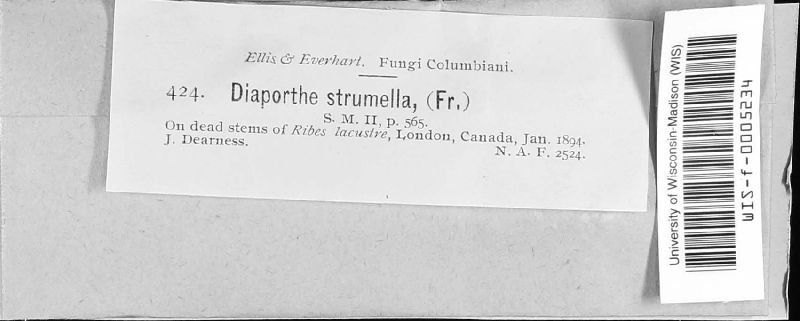 Ellis & Everhart. Fungi Columbiani.
424. Diaporthe strumella, (Fr.)
S. M. II, p. 565.
On dead stems of Ribes lacustre, London, Canada, Jan. 1894.
J. Dearness. N. A. F. 2524.
University of Wisconsin-Madison (WIS)
WIS-f-0005234